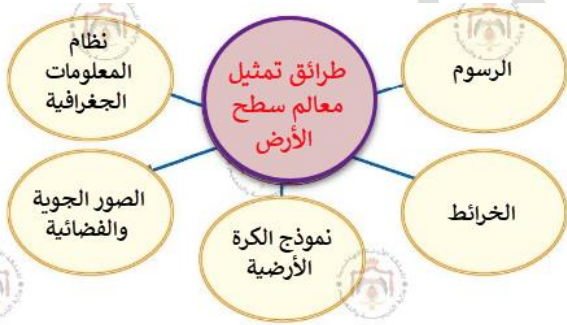 طرائق تمثيل
معالم سطح
الأرض
الرسوم
الخرائط
نموذج الكرة
الأرضية
الصور الجوية
والفضائية
نظام
المعلومات
الجغرافية